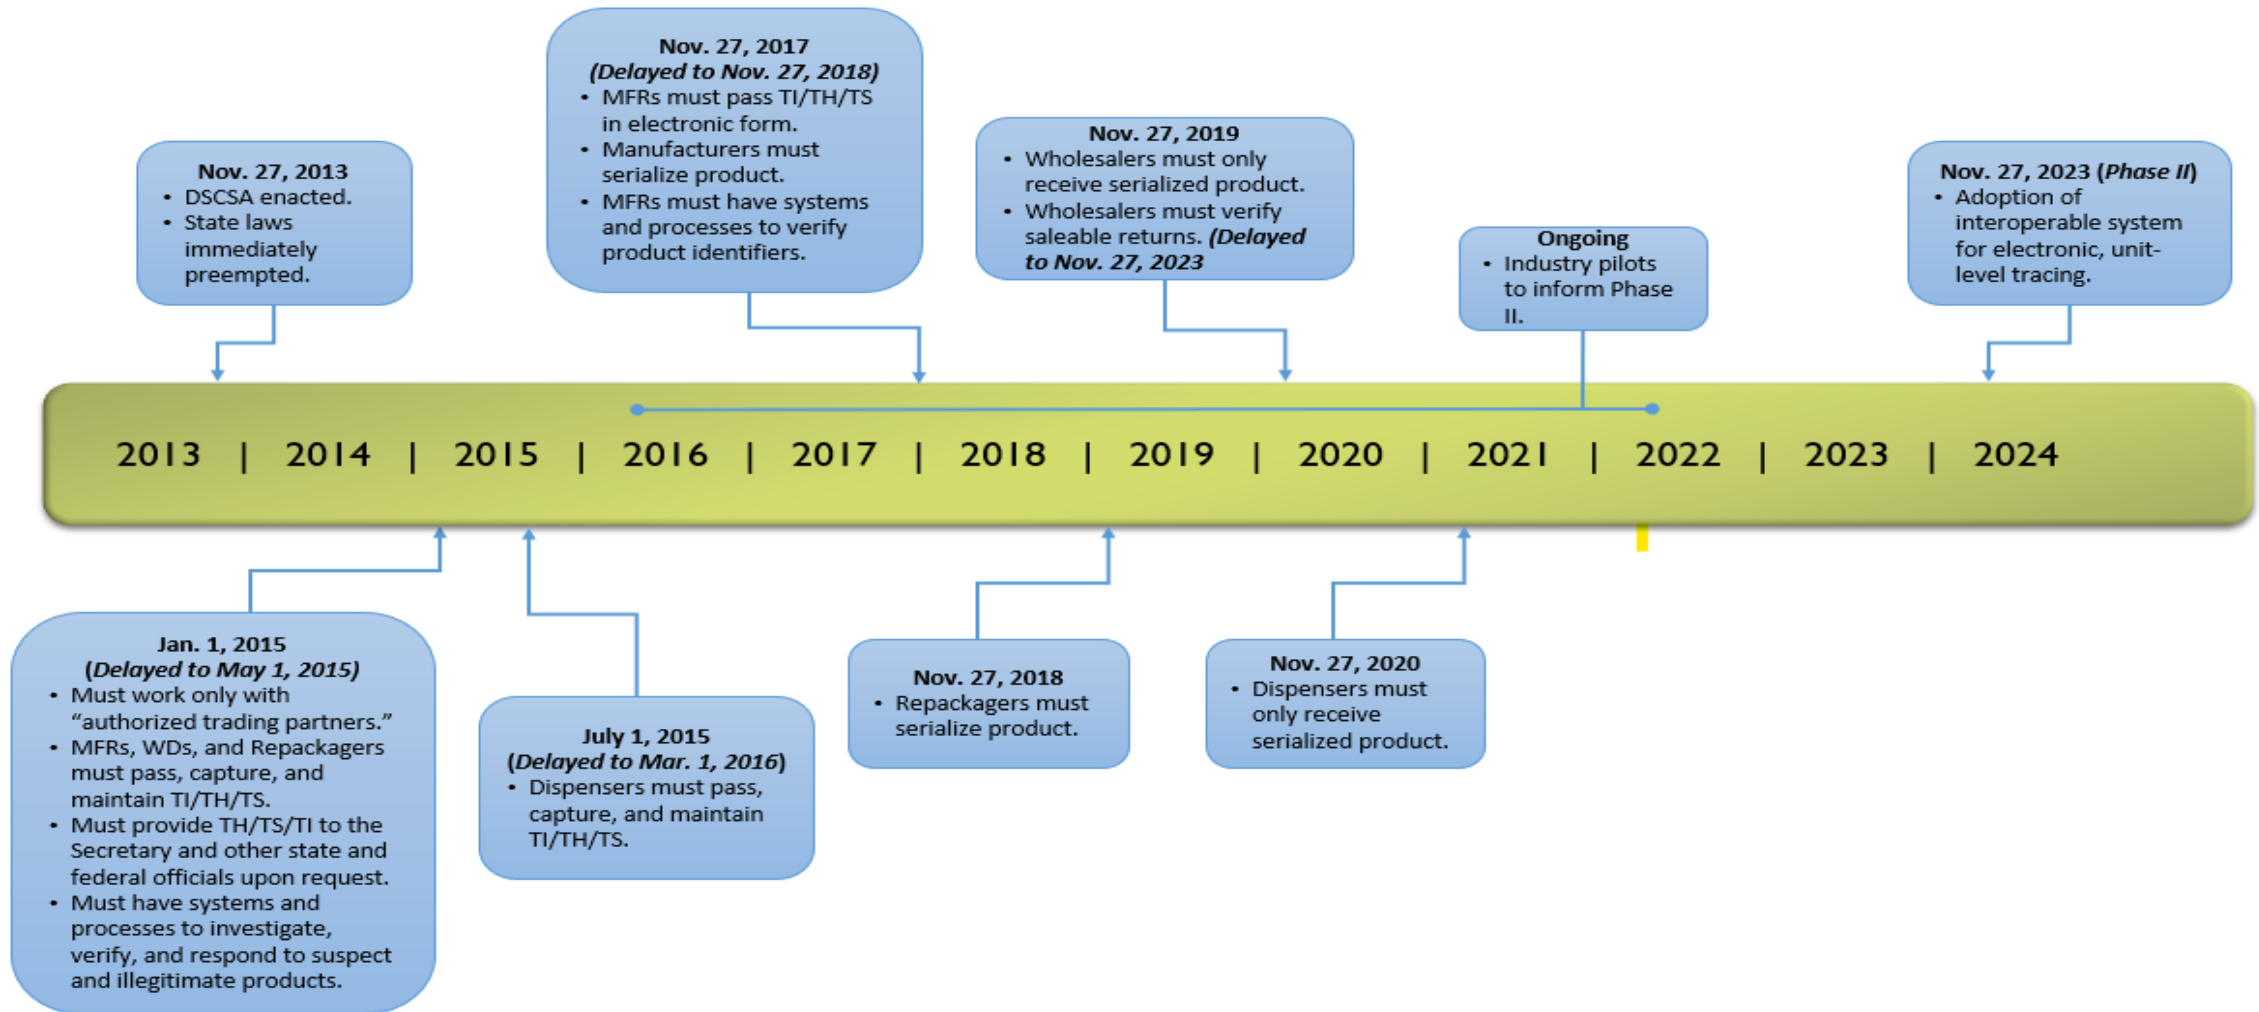 Nov. 27, 2013
• DSCSA enacted.
• State laws
immediately
preempted.
Nov. 27, 2017
(Delayed to Nov. 27, 2018)
• MFRs must pass TI/TH/TS
in electronic form.
• Manufacturers must
serialize product.
• MFRs must have systems
and processes to verify
product identifiers.
Nov. 27, 2019
• Wholesalers must only
receive serialized product.
• Wholesalers must verify
saleable returns. (Delayed
to Nov. 27, 2023
Ongoing
• Industry pilots
to inform Phase
II.
Nov. 27, 2023 (Phase II)
• Adoption of
interoperable system
for electronic, unit-
level tracing.
2013 | 2014 | 2015 | 2016 | 2017 | 2018 | 2019 | 2020 | 2021 | 2022 | 2023 | 2024
Jan. 1, 2015
(Delayed to May 1, 2015)
• Must work only with
“authorized trading partners.”
• MFRs, WDs, and Repackagers
must pass, capture, and
maintain TI/TH/TS.
• Must provide TH/TS/TI to the
Secretary and other state and
federal officials upon request.
• Must have systems and
processes to investigate,
verify, and respond to suspect
and illegitimate products.
July 1, 2015
(Delayed to Mar. 1, 2016)
• Dispensers must pass,
capture, and maintain
TI/TH/TS.
Nov. 27, 2018
• Repackagers must
serialize product.
Nov. 27, 2020
• Dispensers must
only receive
serialized product.